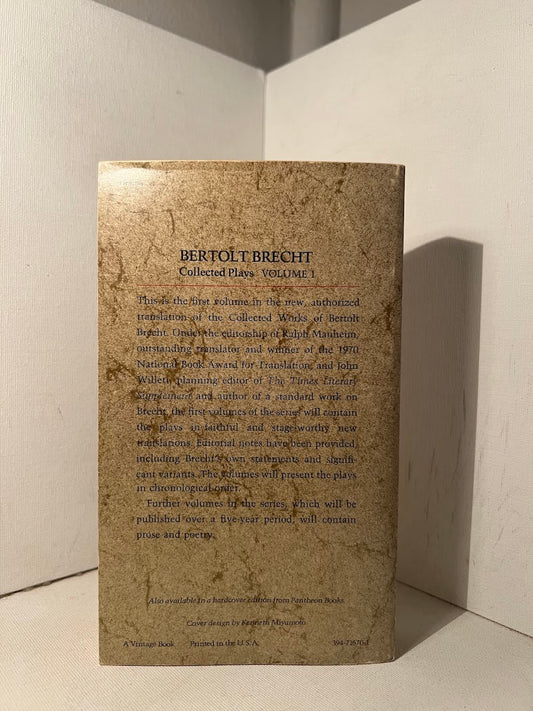 BERTOLT BRECHT
Collected Plays VOLUME 1
This is the first volume in the new, authorized
translation of the Collected Works of Bertolt
Brecht. Under the editorship of Ralph Manheim,
outstanding translator and winner of the 1970
National Book Award for Translation, and John
Willett, planning editor of The Times Literary
Supplement and author of a standard work on
Brecht, the first volumes of the series will contain
the plays in faithful and stage-worthy new
translations. Editorial notes have been provided,
including Brecht's own statements and signifi-
cant variants. The volumes will present the plays
in chronological order.
Further volumes in the series, which will be
published over a five-year period, will contain
prose and poetry.
Also available in a hardcover edition from Pantheon Books.
Cover design by Kenneth Miyamoto
A Vintage Book Printed in the U.S.A.